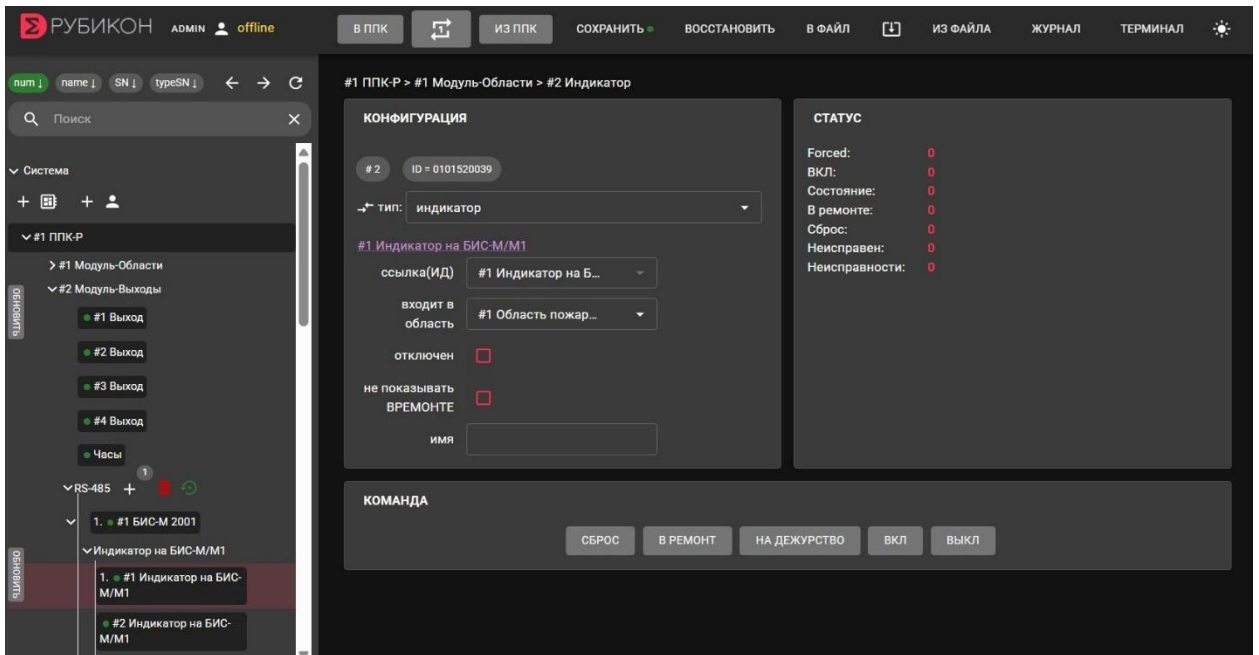 РУБИКОН ADMIN offline В ППК ИЗ ППК СОХРАНИТЬ ВОССТАНОВИТЬ В ФАЙЛ ИЗ ФАЙЛА ЖУРНАЛ ТЕРМИНАЛ
num ↓ name ↓ SN ↓ typeSN ↓
Поиск
Система
#1 ППК-Р
#1 Модуль-Области
#2 Модуль-Выходы
ОБНОВИТЬ
#1 Выход
#2 Выход
#3 Выход
#4 Выход
Часы
1
RS-485
1. #1 БИС-М 2001
Индикатор на БИС-М/М1
ОБНОВИТЬ
1. #1 Индикатор на БИС-
М/М1
#2 Индикатор на БИС-
М/М1
#1 ППК-Р > #1 Модуль-Области > #2 Индикатор
КОНФИГУРАЦИЯ
# 2 ID = 0101520039
тип: индикатор
#1 Индикатор на БИС-М/М1
ссылка(ИД) #1 Индикатор на Б...
входит в
область #1 Область пожар...
отключен
не показывать
ВРЕМОНТЕ
имя
СТАТУС
Forced: 0
ВКЛ: 0
Состояние: 0
В ремонте: 0
Сброс: 0
Неисправен: 0
Неисправности: 0
КОМАНДА
СБРОС В РЕМОНТ НА ДЕЖУРСТВО ВКЛ ВЫКЛ